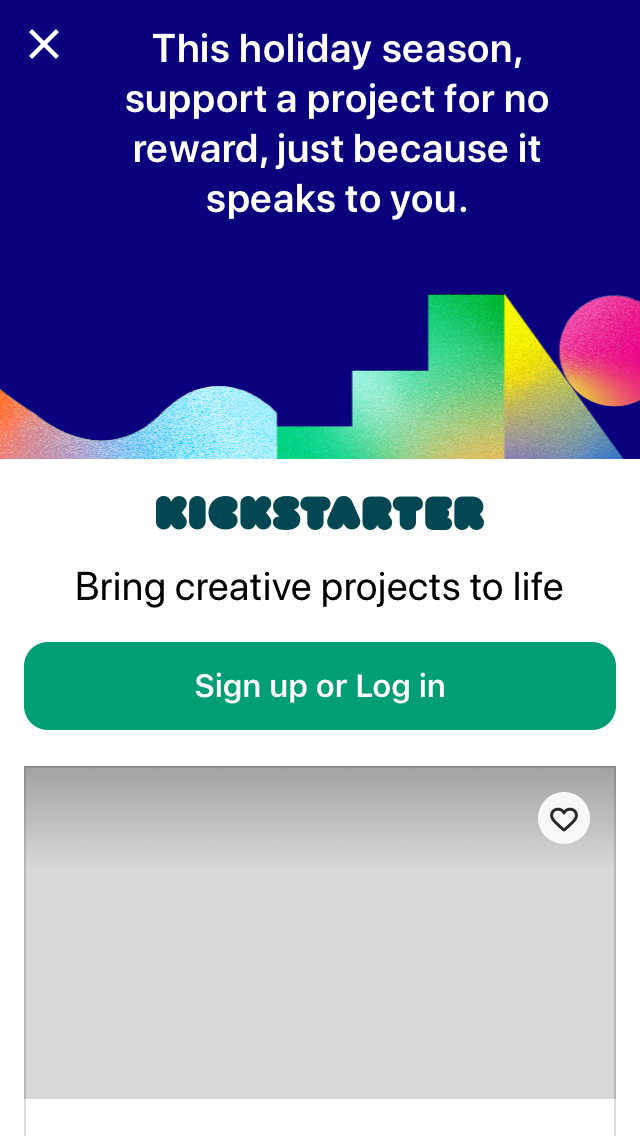 This holiday season,
support a project for no
reward, just because it
speaks to you.
KICKSTARTER
Bring creative projects to life
Sign up or Log in